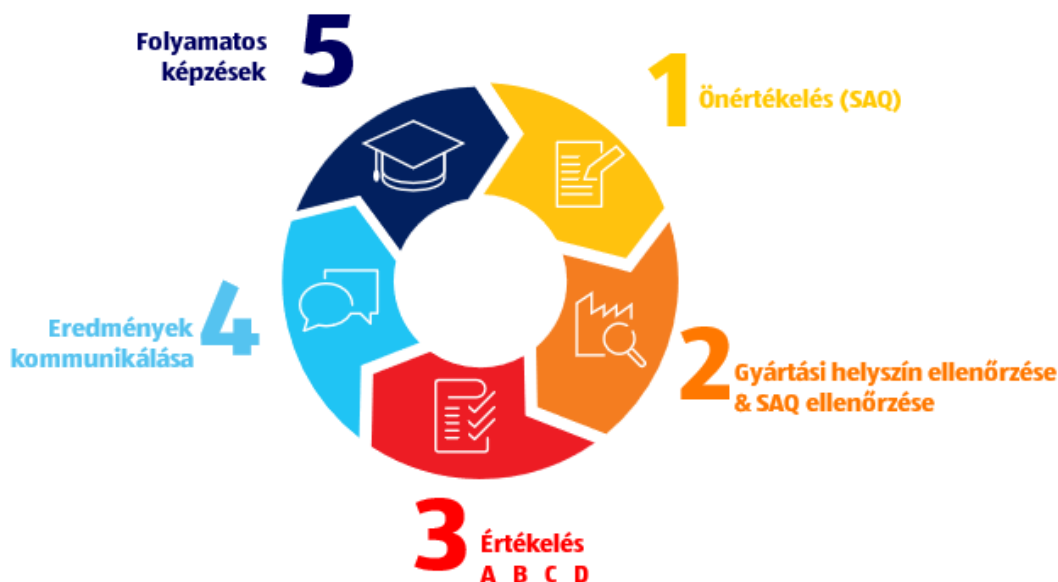 1
Önértékelés (SAQ)
2
Gyártási helyszín ellenőrzése
& SAQ ellenőrzése
3
Értékelés
A B C D
4
Eredmények
kommunikálása
5
Folyamatos
képzések